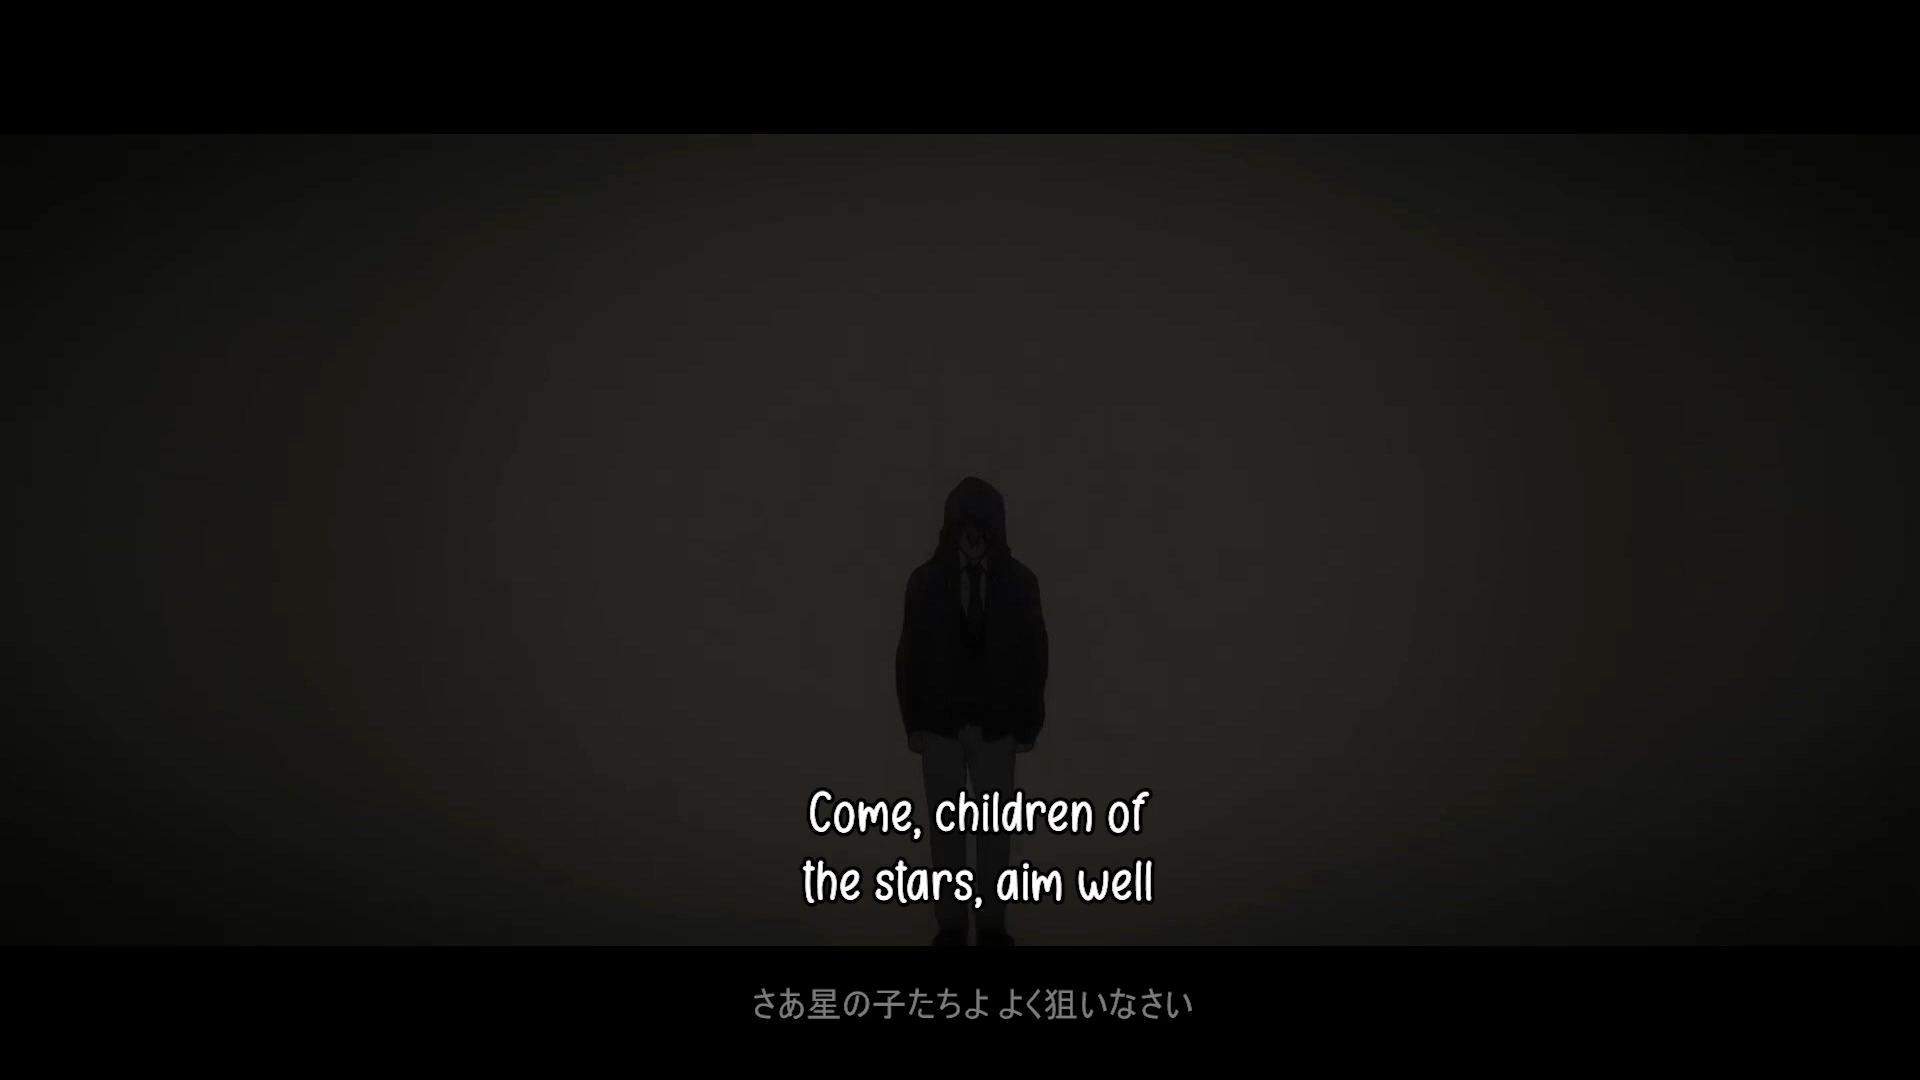 Come, children of
the stars, aim well
さあ星の子たちよ よく狙いなさい